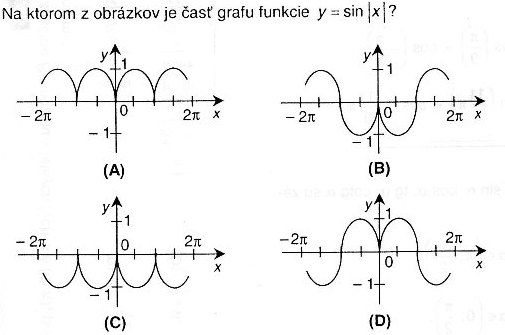 Na ktorom z obrázkov je časť grafu funkcie y = sin |x| ?
y 1
- 2π 0 2π x
- 1
(A)
y 1
- 2π 0 2π x
- 1
(B)
y 1
- 2π 0 2π
x
- 1
(C)
y 1
- 2π 2π
0 x
- 1
(D)